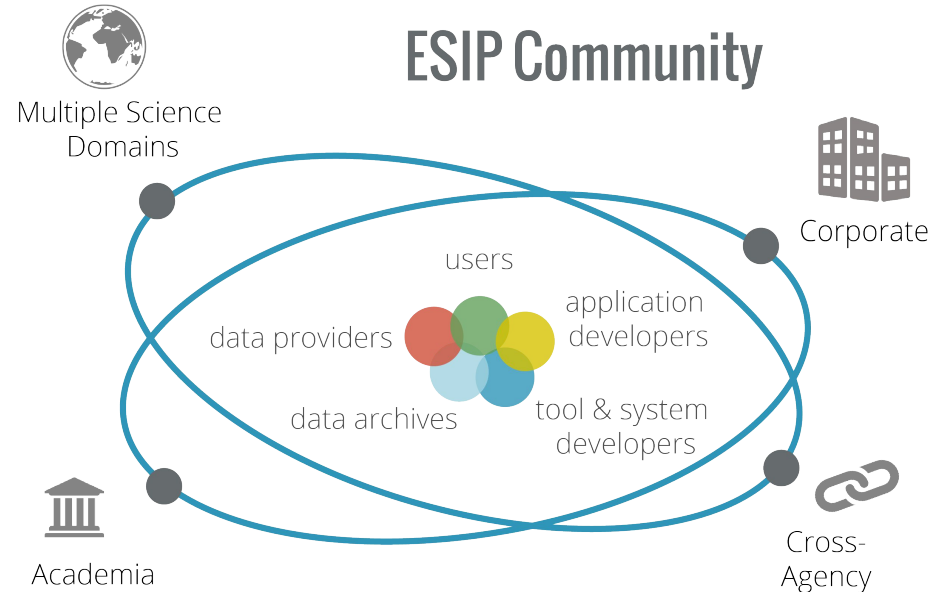 ESIP Community
Multiple Science
Domains
Corporate
users
application
developers
data providers
data archives
tool & system
developers
Academia
Cross-
Agency